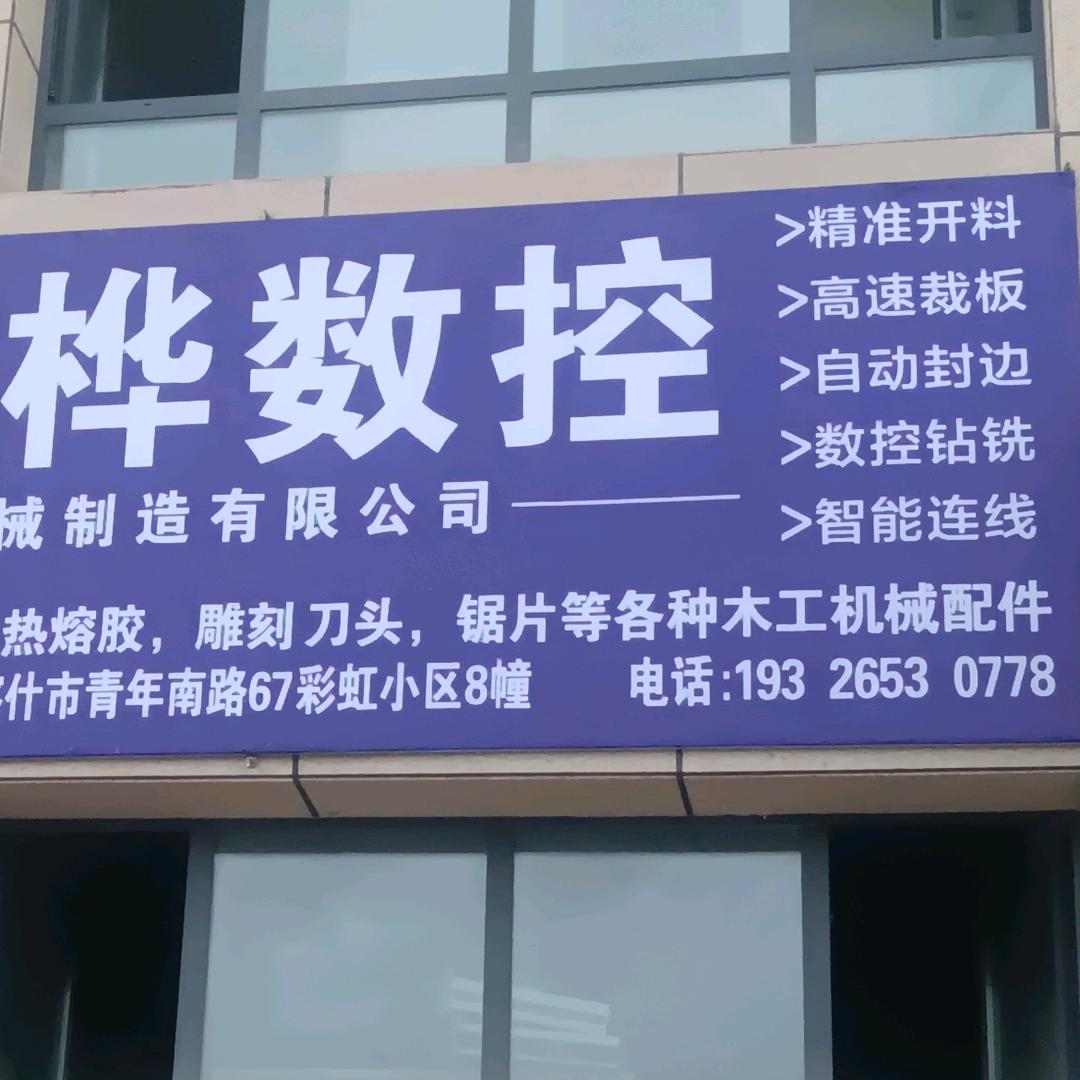 桦数控
械制造有限公司
>精准开料
>高速裁板
>自动封边
>数控钻铣
>智能连线
热熔胶，雕刻刀头，锯片等各种木工机械配件
什市青年南路67彩虹小区8幢 电话:193 2653 0778